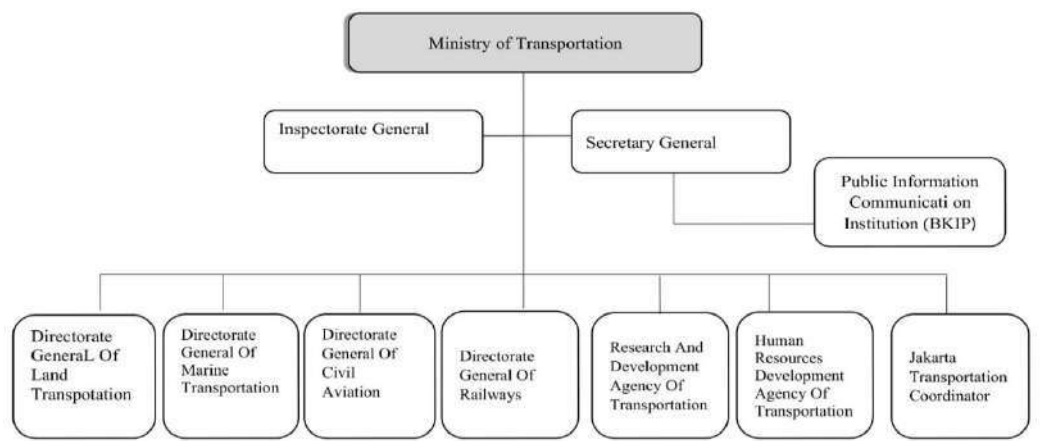 Ministry of Transportation
Inspectorate General
Secretary General
Public Information
Communicati on
Institution (BKIP)
Directorate
GeneraL Of
Land
Transpotation
Directorate
General Of
Marine
Transportation
Directorate
General Of
Civil
Aviation
Directorate
General Of
Railways
Research And
Development
Agency Of
Transportation
Human
Resources
Development
Agency Of
Transportation
Jakarta
Transportation
Coordinator